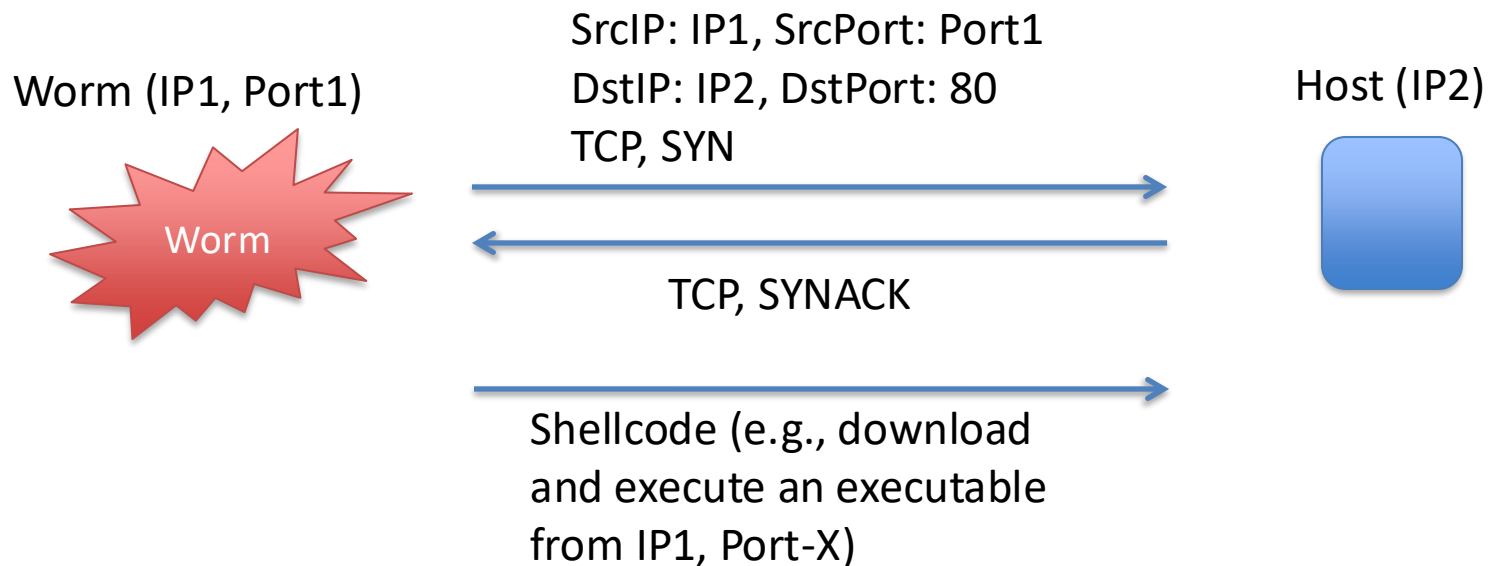 SrcIP: IP1, SrcPort: Port1
Worm (IP1, Port1)
DstIP: IP2, DstPort: 80
Host (IP2)
TCP, SYN
Worm
TCP, SYNACK
Shellcode (e.g., download
and execute an executable
from IP1, Port-X)